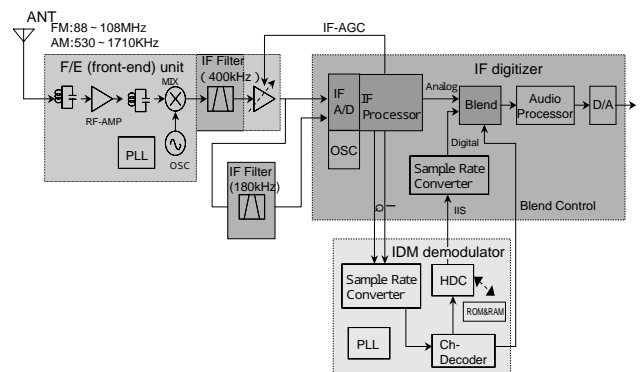 ANT
FM:88 ~ 108MHz
AM:530 ~ 1710KHz
IF-AGC
F/E (front-end) unit
IF Filter
(400kHz)
IF digitizer
MIX
RF-AMP
OSC
PLL
IF
A/D
OSC
IF
Processor
Analog
Blend
Audio
Processor
D/A
Digital
IF Filter
(180kHz)
Sample Rate
Converter
Q
I
IIS
Blend Control
IDM demodulator
Sample Rate
Converter
HDC
ROM&RAM
PLL
Ch-
Decoder